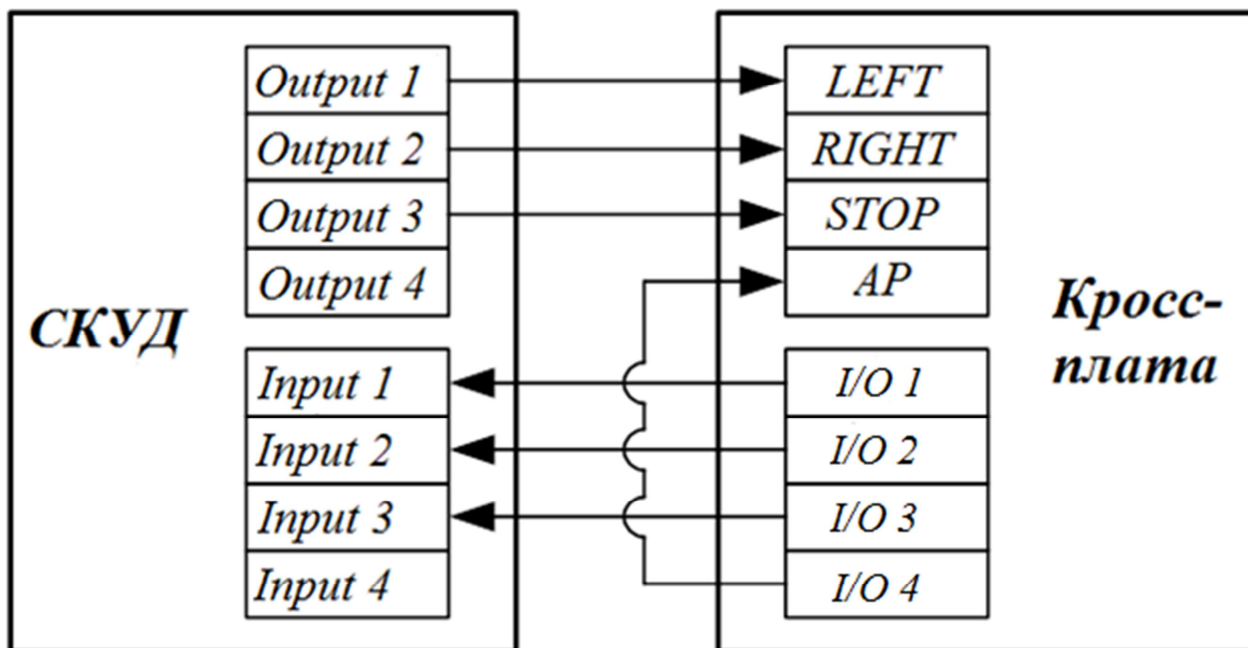 СКУД
Output 1
Output 2
Output 3
Output 4
Input 1
Input 2
Input 3
Input 4
LEFT
RIGHT
STOP
AP
I/O 1
I/O 2
I/O 3
I/O 4
Кросс-
плата